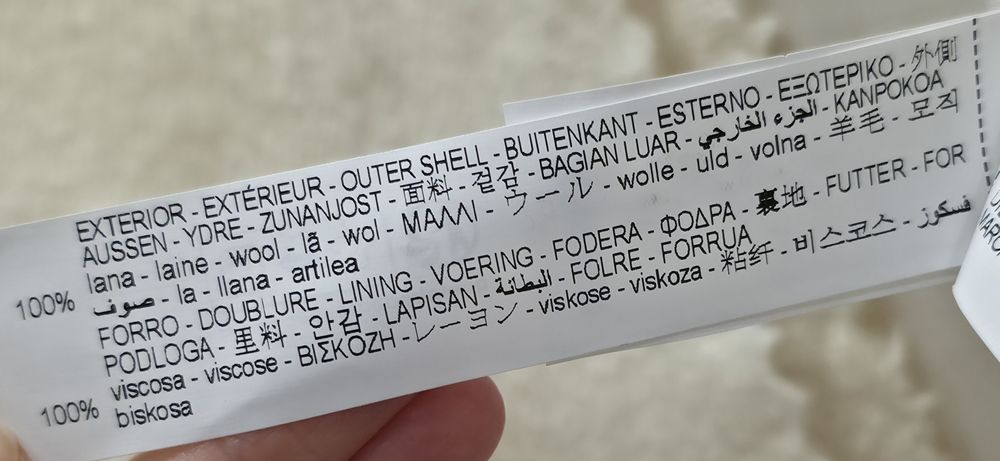 EXTERIOR - EXTÉRIEUR - OUTER SHELL - BUITENKANT - ESTERNO - ΕΞΩΤΕΡΙΚΟ - 外側
AUSSEN - YDRE - ZUNANJOST - 面料 - 겉감 - BAGIAN LUAR - الجزء الخارجي - KANPOKOA
100% lana - laine - wool - lã - wol - ΜΑΛΛΙ - ウール - wolle - uld - volna - 羊毛 - 모직
صوف - la - llana - artilea
FORRO - DOUBLURE - LINING - VOERING - FODERA - ΦΟΔΡΑ - 裏地 - FUTTER - FOR
PODLOGA - 里料 - 안감 - LAPISAN - البطانة - FOLRE - FORRUA
100% viscosa - viscose - ΒΙΣΚΟΖΗ - レーヨン - viskose - viskoza - 粘纤 - 비스코스 - فسكوز
biskosa